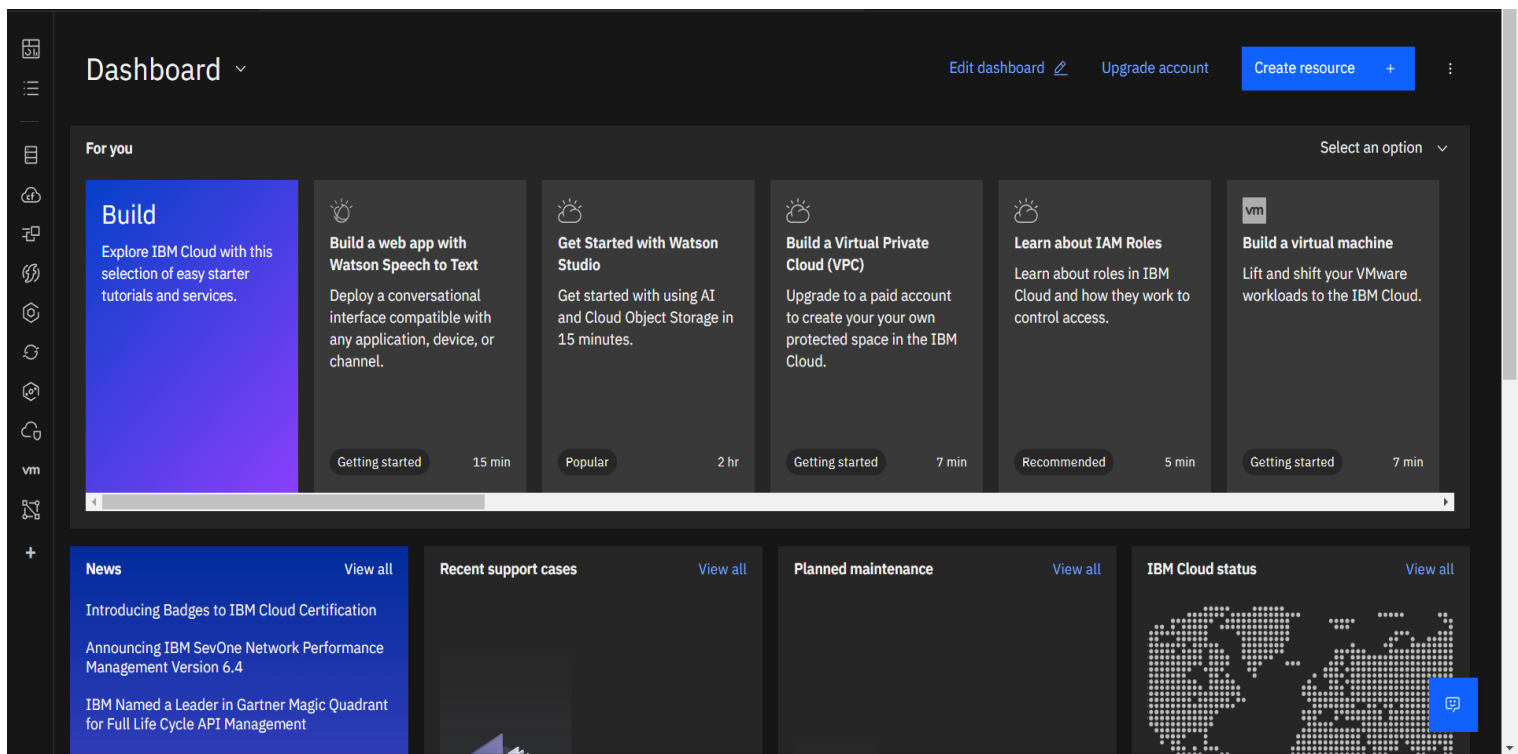 Dashboard
Edit dashboard
Upgrade account
Create resource +
For you
Select an option
Build
Explore IBM Cloud with this
selection of easy starter
tutorials and services.
Build a web app with
Watson Speech to Text
Deploy a conversational
interface compatible with
any application, device, or
channel.
Getting started
15 min
Get Started with Watson
Studio
Get started with using AI
and Cloud Object Storage in
15 minutes.
Popular
2 hr
Build a Virtual Private
Cloud (VPC)
Upgrade to a paid account
to create your your own
protected space in the IBM
Cloud.
Getting started
7 min
Learn about IAM Roles
Learn about roles in IBM
Cloud and how they work to
control access.
Recommended
5 min
vm
Build a virtual machine
Lift and shift your VMware
workloads to the IBM Cloud.
Getting started
7 min
cf
vm
News
View all
Introducing Badges to IBM Cloud Certification
Announcing IBM SevOne Network Performance
Management Version 6.4
IBM Named a Leader in Gartner Magic Quadrant
for Full Life Cycle API Management
Recent support cases
View all
Planned maintenance
View all
IBM Cloud status
View all